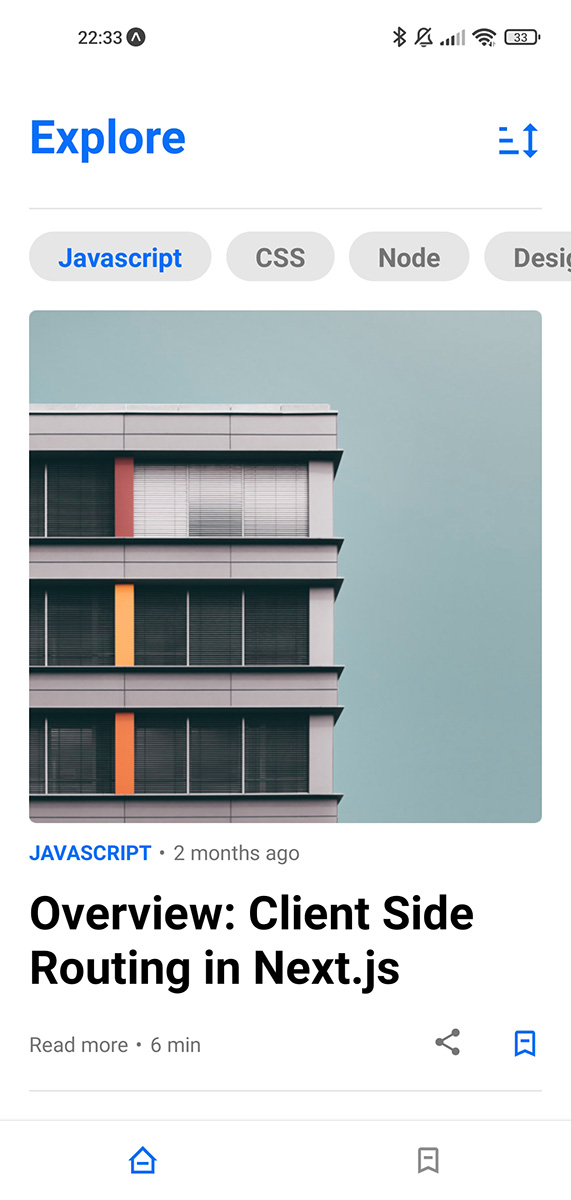 22:33
33
Explore
Javascript CSS Node Desig
JAVASCRIPT • 2 months ago
Overview: Client Side
Routing in Next.js
Read more • 6 min